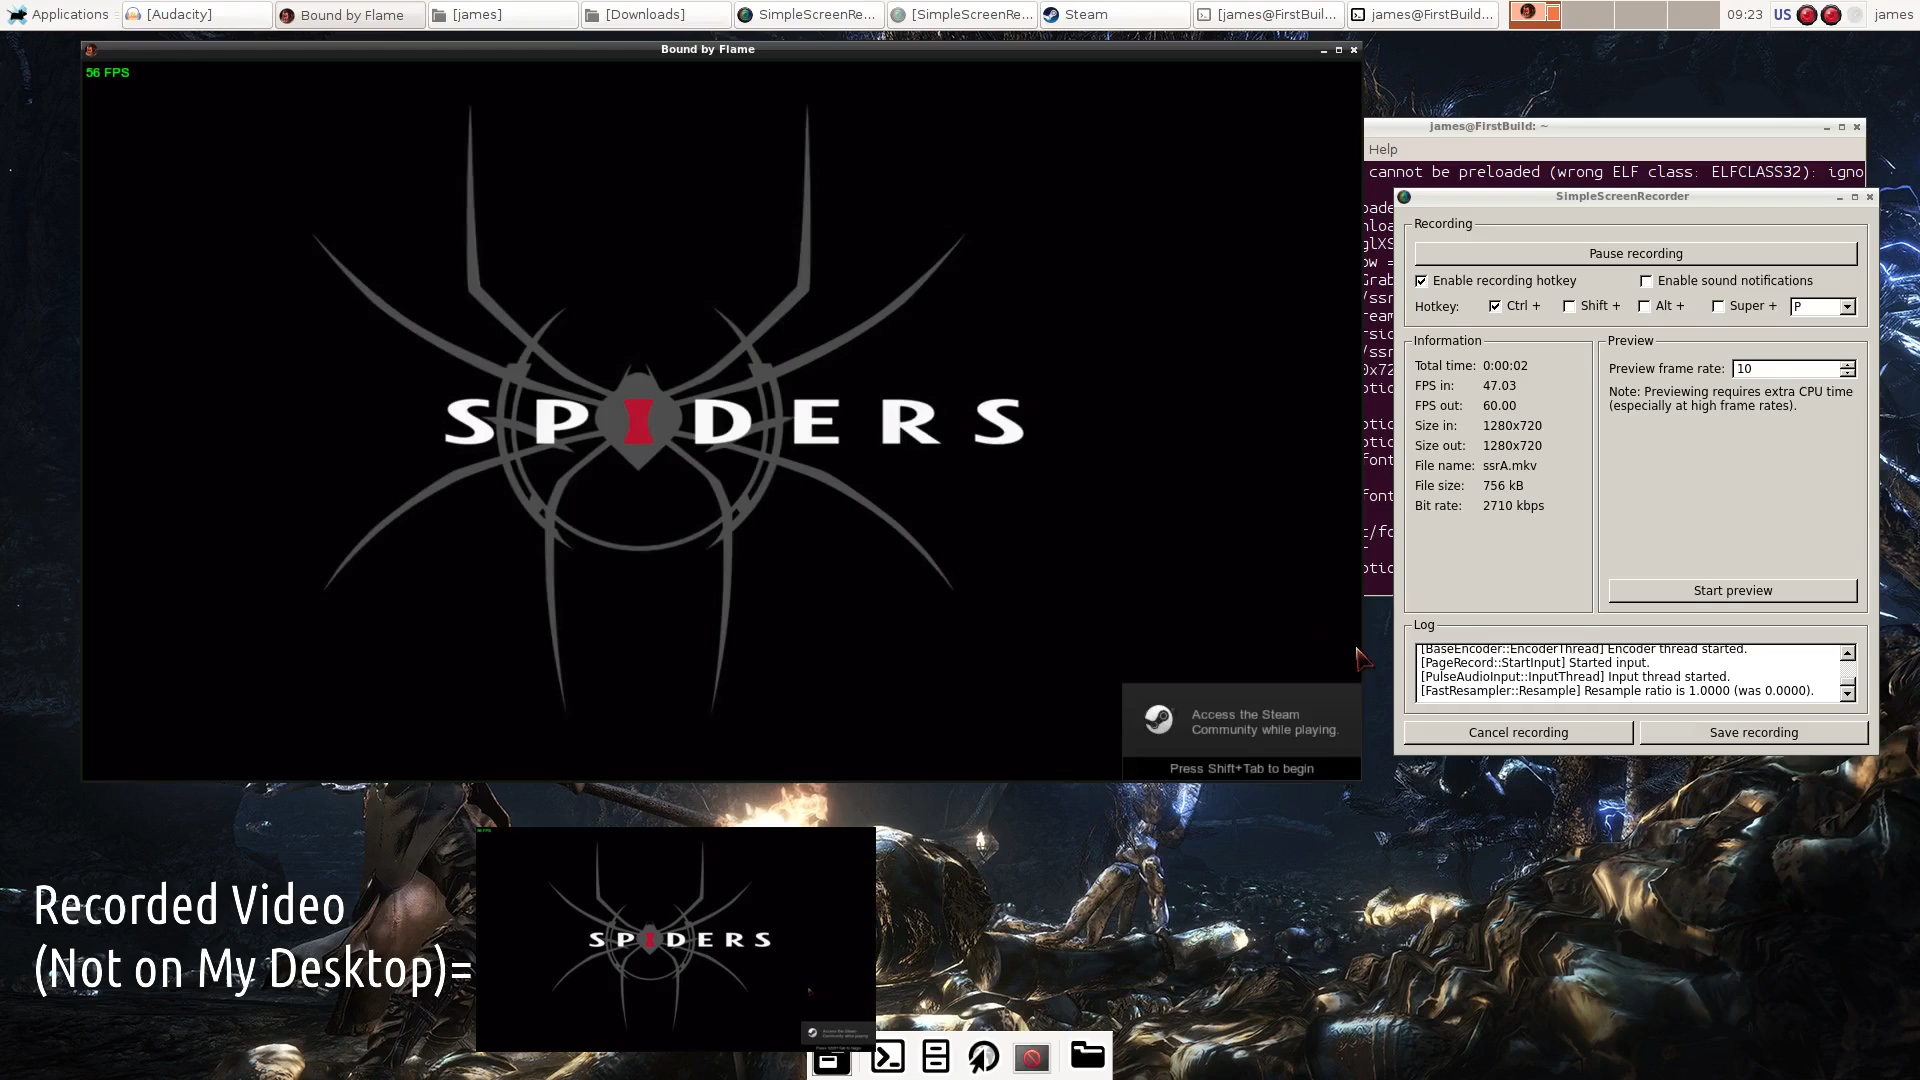 Applications
[Audacity]
Bound by Flame
[james]
[Downloads]
SimpleScreenRe...
[SimpleScreenRe...
Steam
[james@FirstBuil...
james@FirstBuild...
09:23
US
james
Bound by Flame
56 FPS
SPIDERS
Access the Steam
Community while playing.
Press Shift+Tab to begin
james@FirstBuild: ~
Help
cannot be preloaded (wrong ELF class: ELFCLASS32): igno
SimpleScreenRecorder
Recording
Pause recording
Enable recording hotkey
Enable sound notifications
Hotkey: Ctrl + Shift + Alt + Super + P
Information
Total time: 0:00:02
FPS in: 47.03
FPS out: 60.00
Size in: 1280x720
Size out: 1280x720
File name: ssrA.mkv
File size: 756 kB
Bit rate: 2710 kbps
Preview
Preview frame rate: 10
Note: Previewing requires extra CPU time
(especially at high frame rates).
Start preview
Log
[BaseEncoder::EncoderThread] Encoder thread started.
[PageRecord::StartInput] Started input.
[PulseAudioInput::InputThread] Input thread started.
[FastResampler::Resample] Resample ratio is 1.0000 (was 0.0000).
Cancel recording
Save recording
Recorded Video
(Not on My Desktop)=
SPIDERS